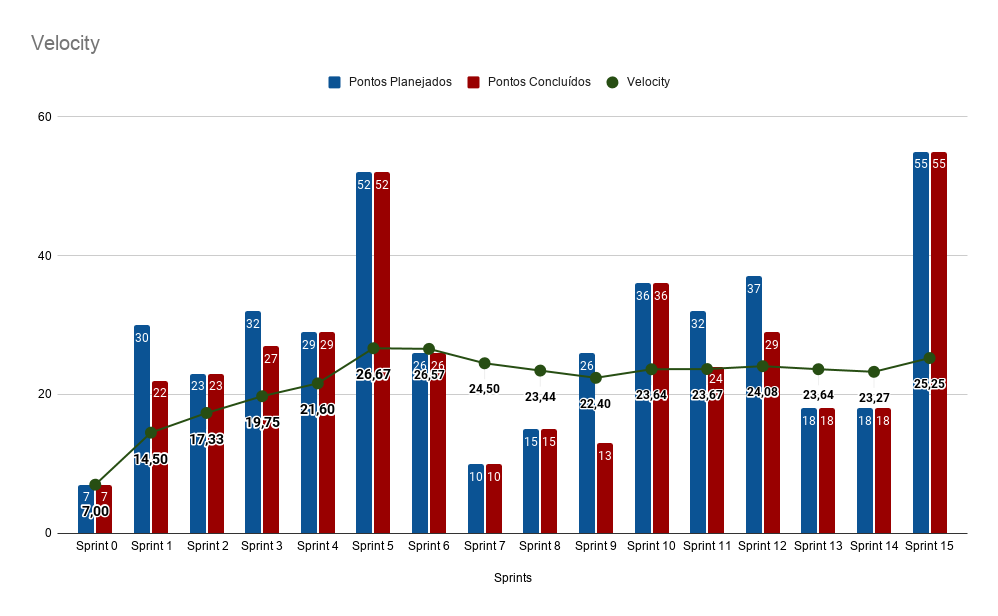 Velocity
Pontos Planejados Pontos Concluídos Velocity
60
40
20
0
7 7 7,00
30 22 14,50
23 23 17,33
32 27 19,75
29 29 21,60
52 52 26,67
26 26 26,57
10 10 24,50
15 15 23,44
26 13 22,40
36 36 23,64
32 24 23,67
37 29 24,08
18 18 23,64
18 18 23,27
55 55 25,25
Sprint 0 Sprint 1 Sprint 2 Sprint 3 Sprint 4 Sprint 5 Sprint 6 Sprint 7 Sprint 8 Sprint 9 Sprint 10 Sprint 11 Sprint 12 Sprint 13 Sprint 14 Sprint 15
Sprints